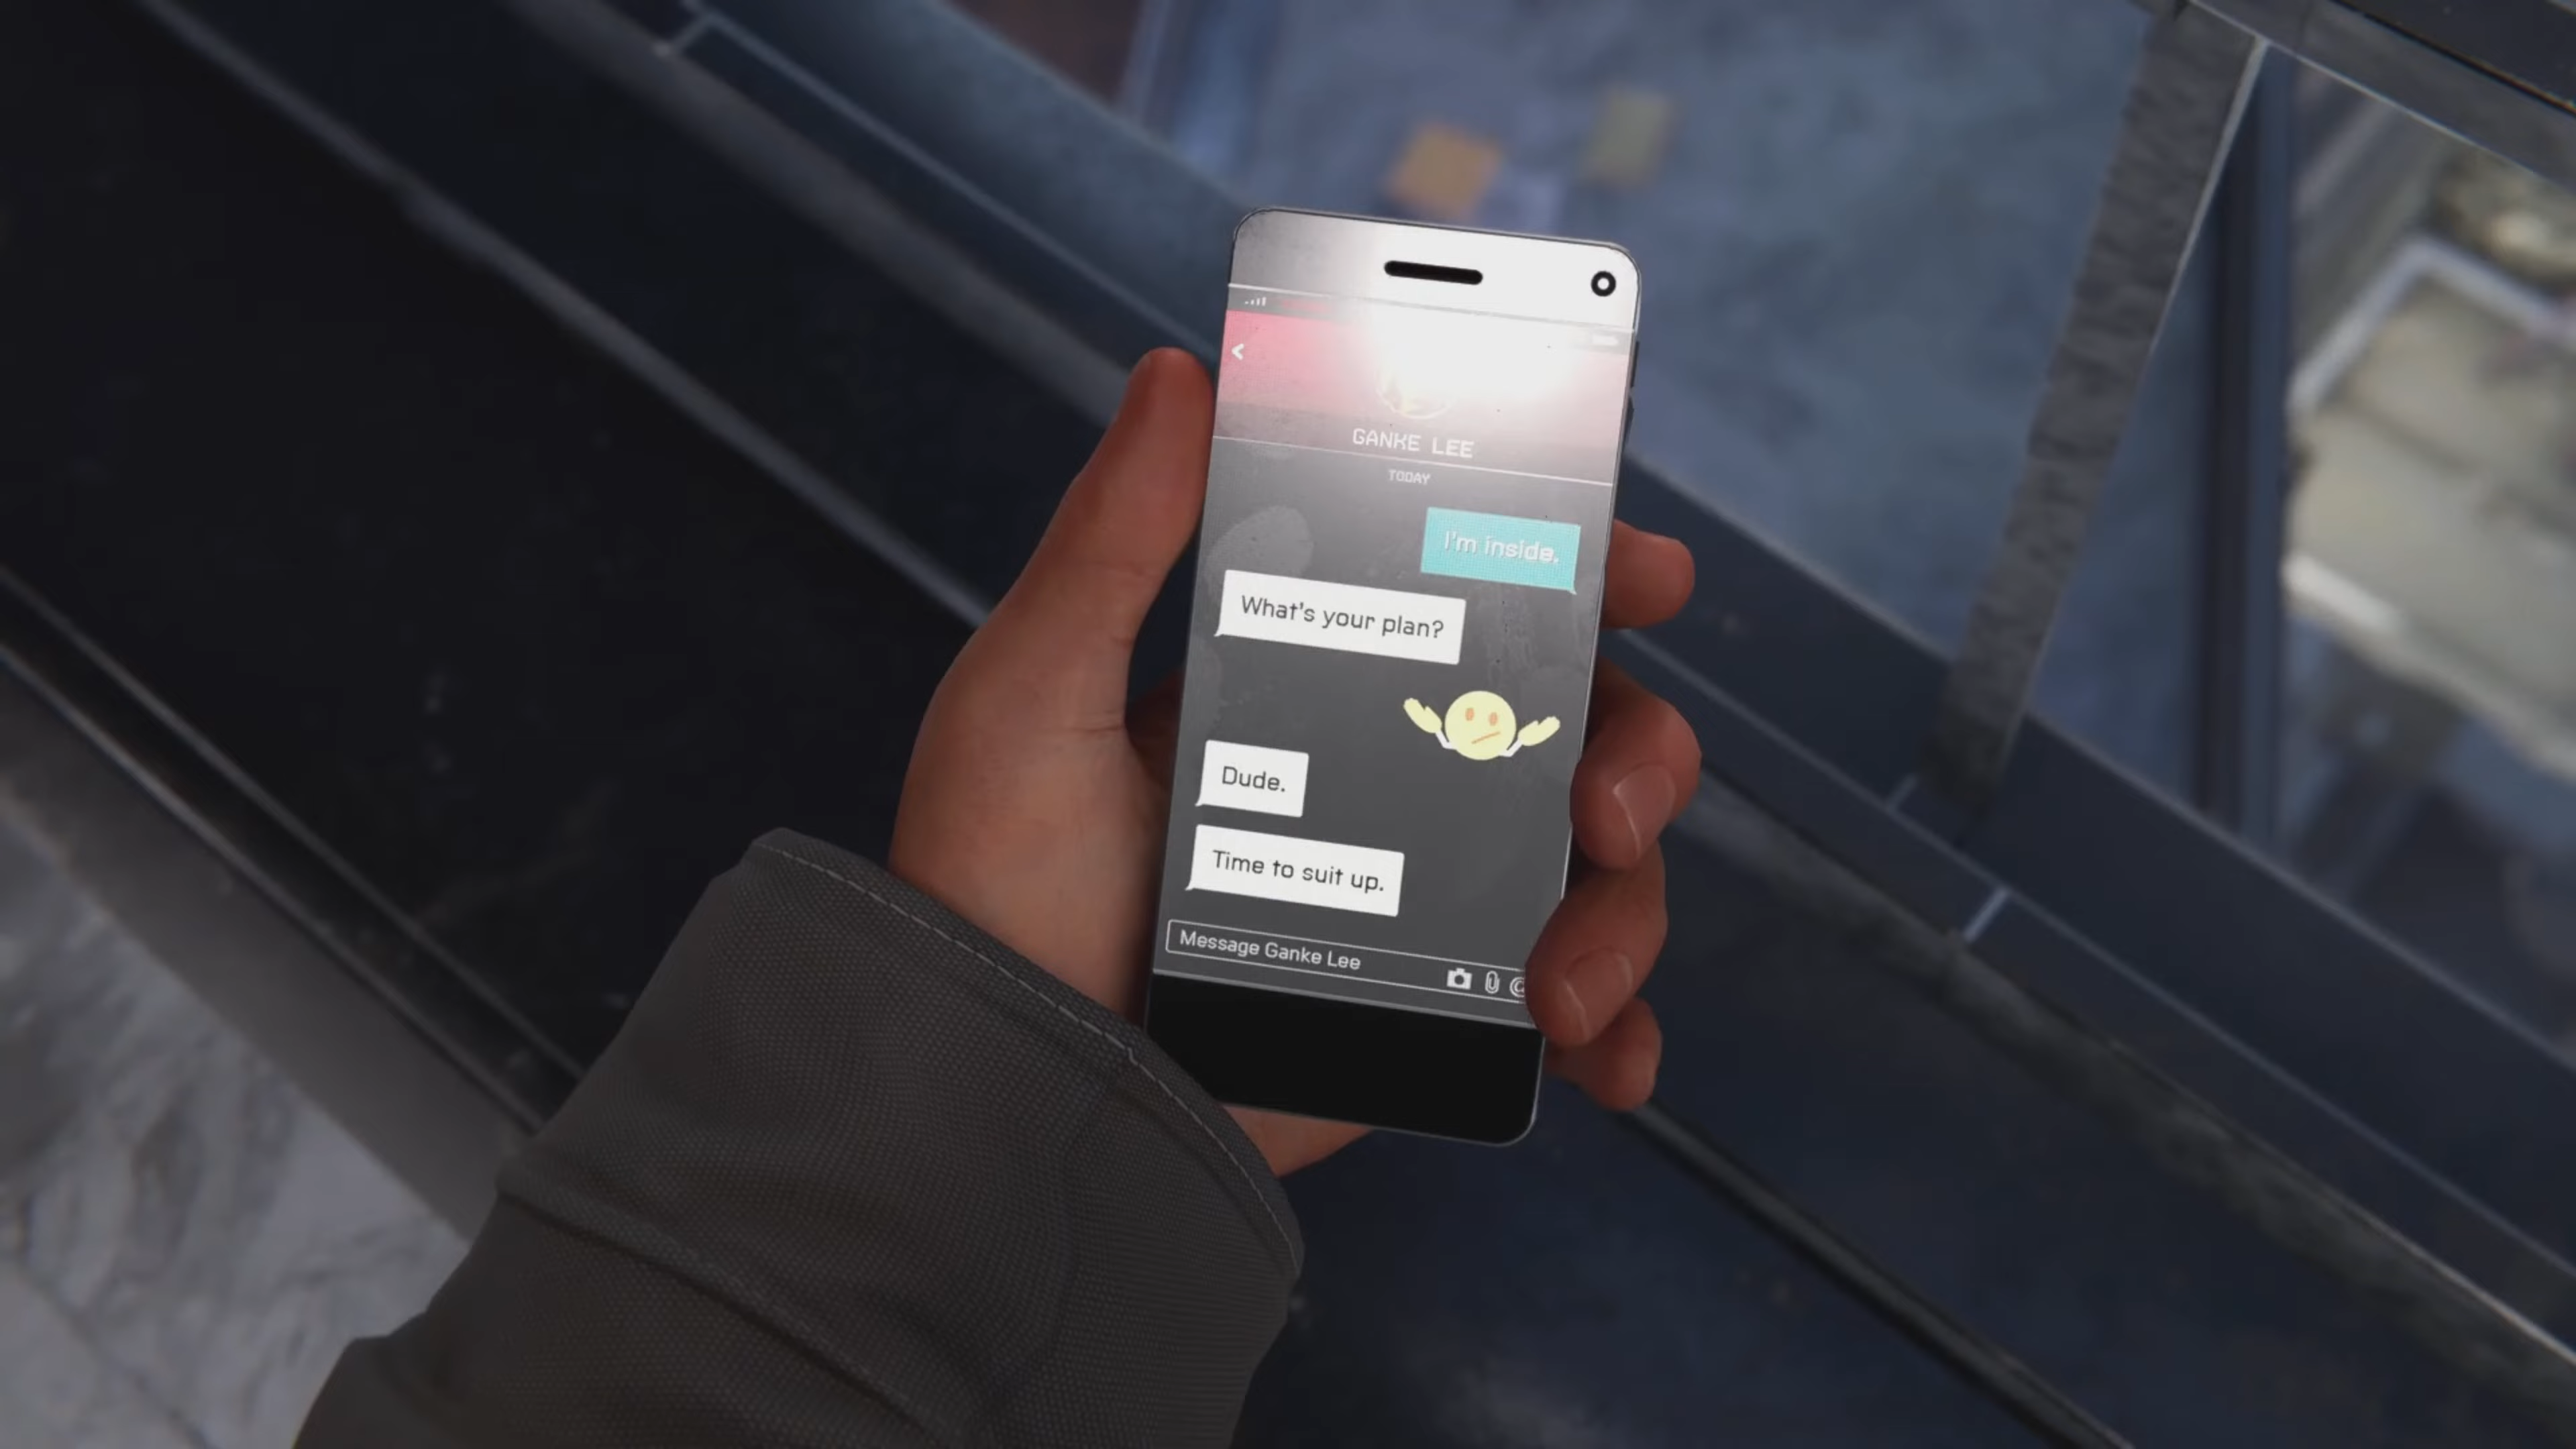 GANKE LEE
TODAY
I'm inside.
What's your plan?
Dude.
Time to suit up.
Message Ganke Lee